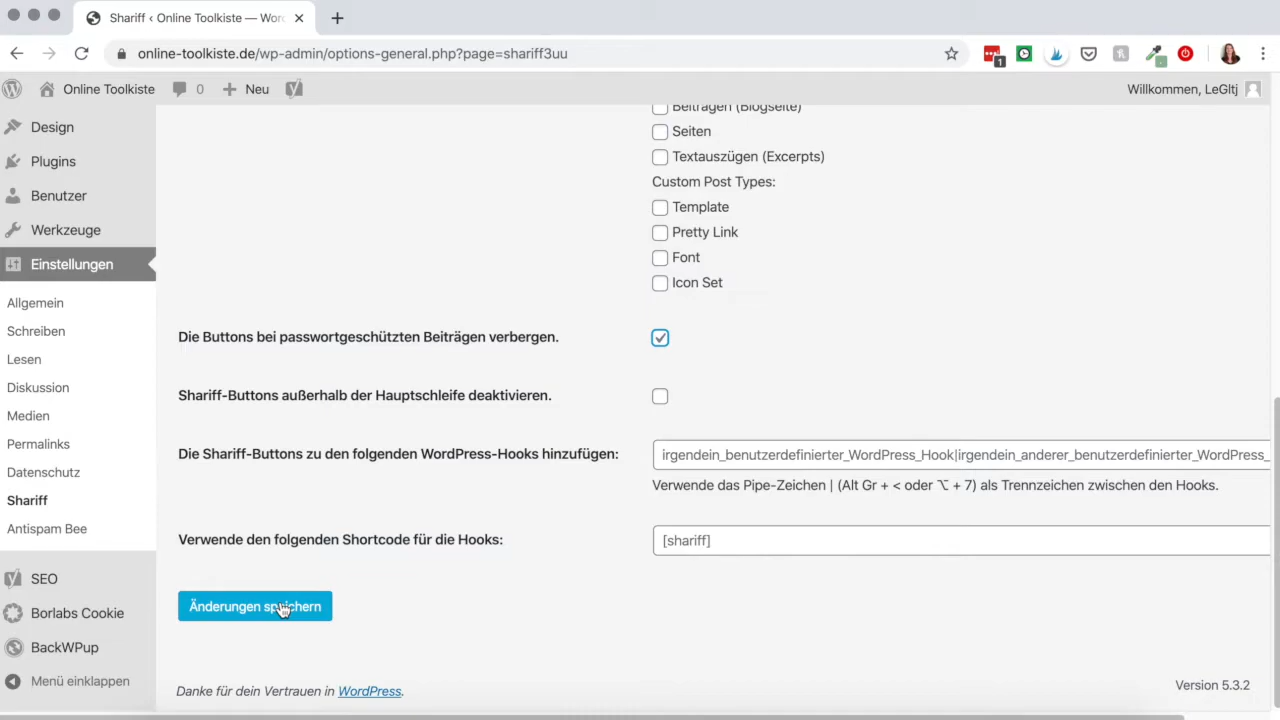 Shariff ‹ Online Toolkiste — Wor
online-toolkiste.de/wp-admin/options-general.php?page=shariff3uu
1
Online Toolkiste
0
Neu
Willkommen, LeGltj
Design
Plugins
Benutzer
Werkzeuge
Einstellungen
Allgemein
Schreiben
Lesen
Diskussion
Medien
Permalinks
Datenschutz
Shariff
Antispam Bee
SEO
Borlabs Cookie
BackWPup
Menü einklappen
Beiträgen (Blogseite)
Seiten
Textauszügen (Excerpts)
Custom Post Types:
Template
Pretty Link
Font
Icon Set
Die Buttons bei passwortgeschützten Beiträgen verbergen.
Shariff-Buttons außerhalb der Hauptschleife deaktivieren.
Die Shariff-Buttons zu den folgenden WordPress-Hooks hinzufügen:
irgendein_benutzerdefinierter_WordPress_Hook|irgendein_anderer_benutzerdefinierter_WordPress_
Verwende das Pipe-Zeichen | (Alt Gr + < oder ⌥ + 7) als Trennzeichen zwischen den Hooks.
Verwende den folgenden Shortcode für die Hooks:
[shariff]
Änderungen speichern
Danke für dein Vertrauen in WordPress.
Version 5.3.2